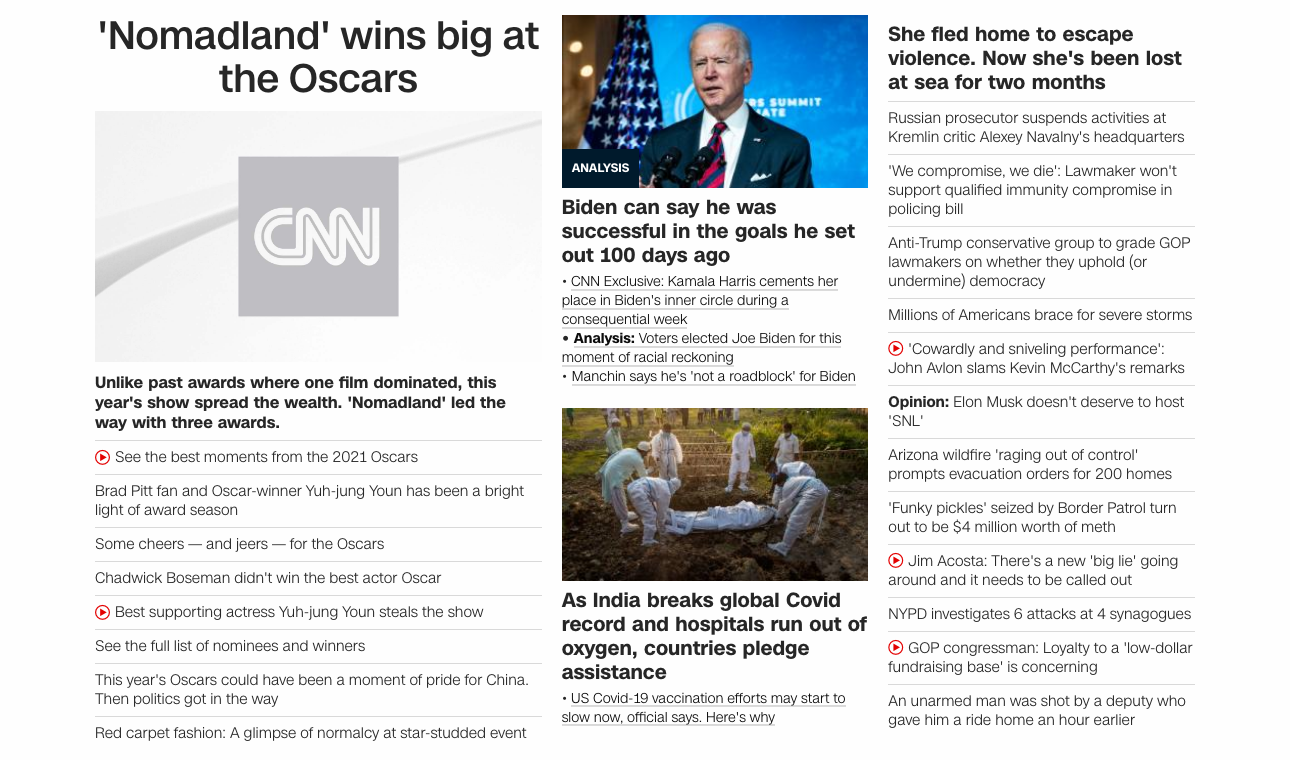 'Nomadland' wins big at
the Oscars
CNN
Unlike past awards where one film dominated, this
year's show spread the wealth. 'Nomadland' led the
way with three awards.
See the best moments from the 2021 Oscars
Brad Pitt fan and Oscar-winner Yuh-jung Youn has been a bright
light of award season
Some cheers — and jeers — for the Oscars
Chadwick Boseman didn't win the best actor Oscar
Best supporting actress Yuh-jung Youn steals the show
See the full list of nominees and winners
This year's Oscars could have been a moment of pride for China.
Then politics got in the way
Red carpet fashion: A glimpse of normalcy at star-studded event
RS SUMMIT
MATE
ANALYSIS
Biden can say he was
successful in the goals he set
out 100 days ago
• CNN Exclusive: Kamala Harris cements her
place in Biden's inner circle during a
consequential week
• Analysis: Voters elected Joe Biden for this
moment of racial reckoning
• Manchin says he's 'not a roadblock' for Biden
As India breaks global Covid
record and hospitals run out of
oxygen, countries pledge
assistance
• US Covid-19 vaccination efforts may start to
slow now, official says. Here's why
She fled home to escape
violence. Now she's been lost
at sea for two months
Russian prosecutor suspends activities at
Kremlin critic Alexey Navalny's headquarters
'We compromise, we die': Lawmaker won't
support qualified immunity compromise in
policing bill
Anti-Trump conservative group to grade GOP
lawmakers on whether they uphold (or
undermine) democracy
Millions of Americans brace for severe storms
'Cowardly and sniveling performance':
John Avlon slams Kevin McCarthy's remarks
Opinion: Elon Musk doesn't deserve to host
'SNL'
Arizona wildfire 'raging out of control'
prompts evacuation orders for 200 homes
'Funky pickles' seized by Border Patrol turn
out to be $4 million worth of meth
Jim Acosta: There's a new 'big lie' going
around and it needs to be called out
NYPD investigates 6 attacks at 4 synagogues
GOP congressman: Loyalty to a 'low-dollar
fundraising base' is concerning
An unarmed man was shot by a deputy who
gave him a ride home an hour earlier